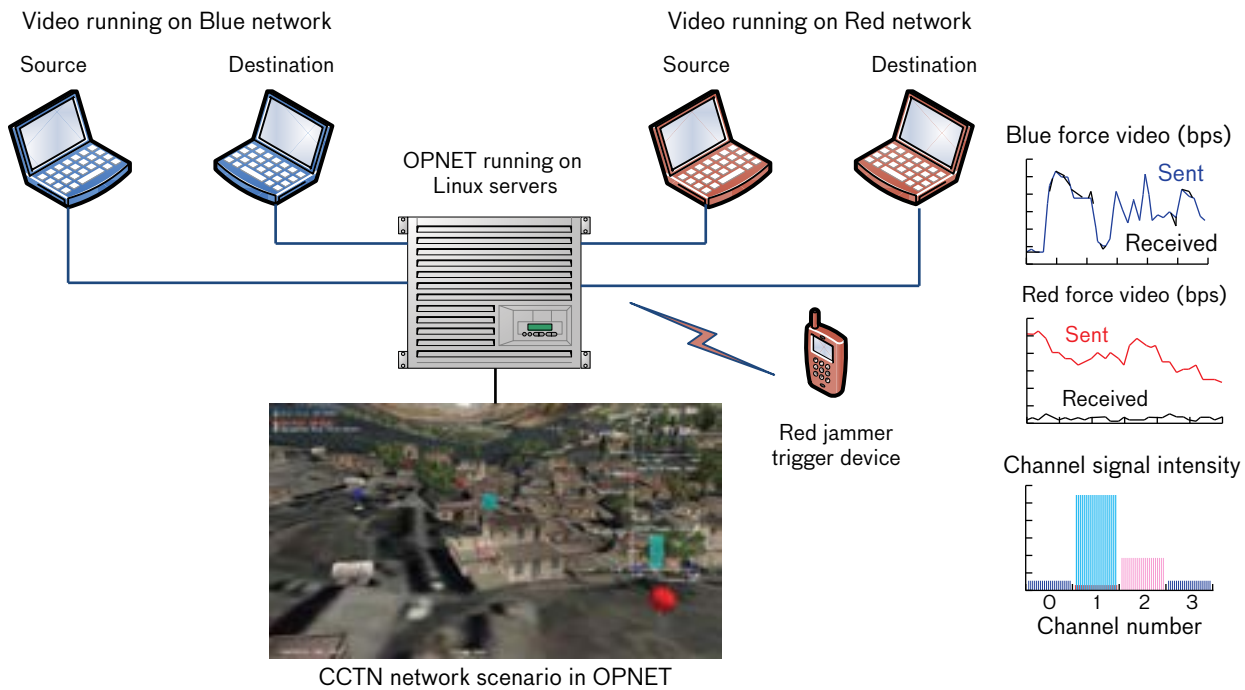 Video running on Blue network
Source
Destination
Video running on Red network
Source
Destination
OPNET running on
Linux servers
Red jammer
trigger device
CCTN network scenario in OPNET
Blue force video (bps)
Sent
Received
Red force video (bps)
Sent
Received
Channel signal intensity
0 1 2 3
Channel number